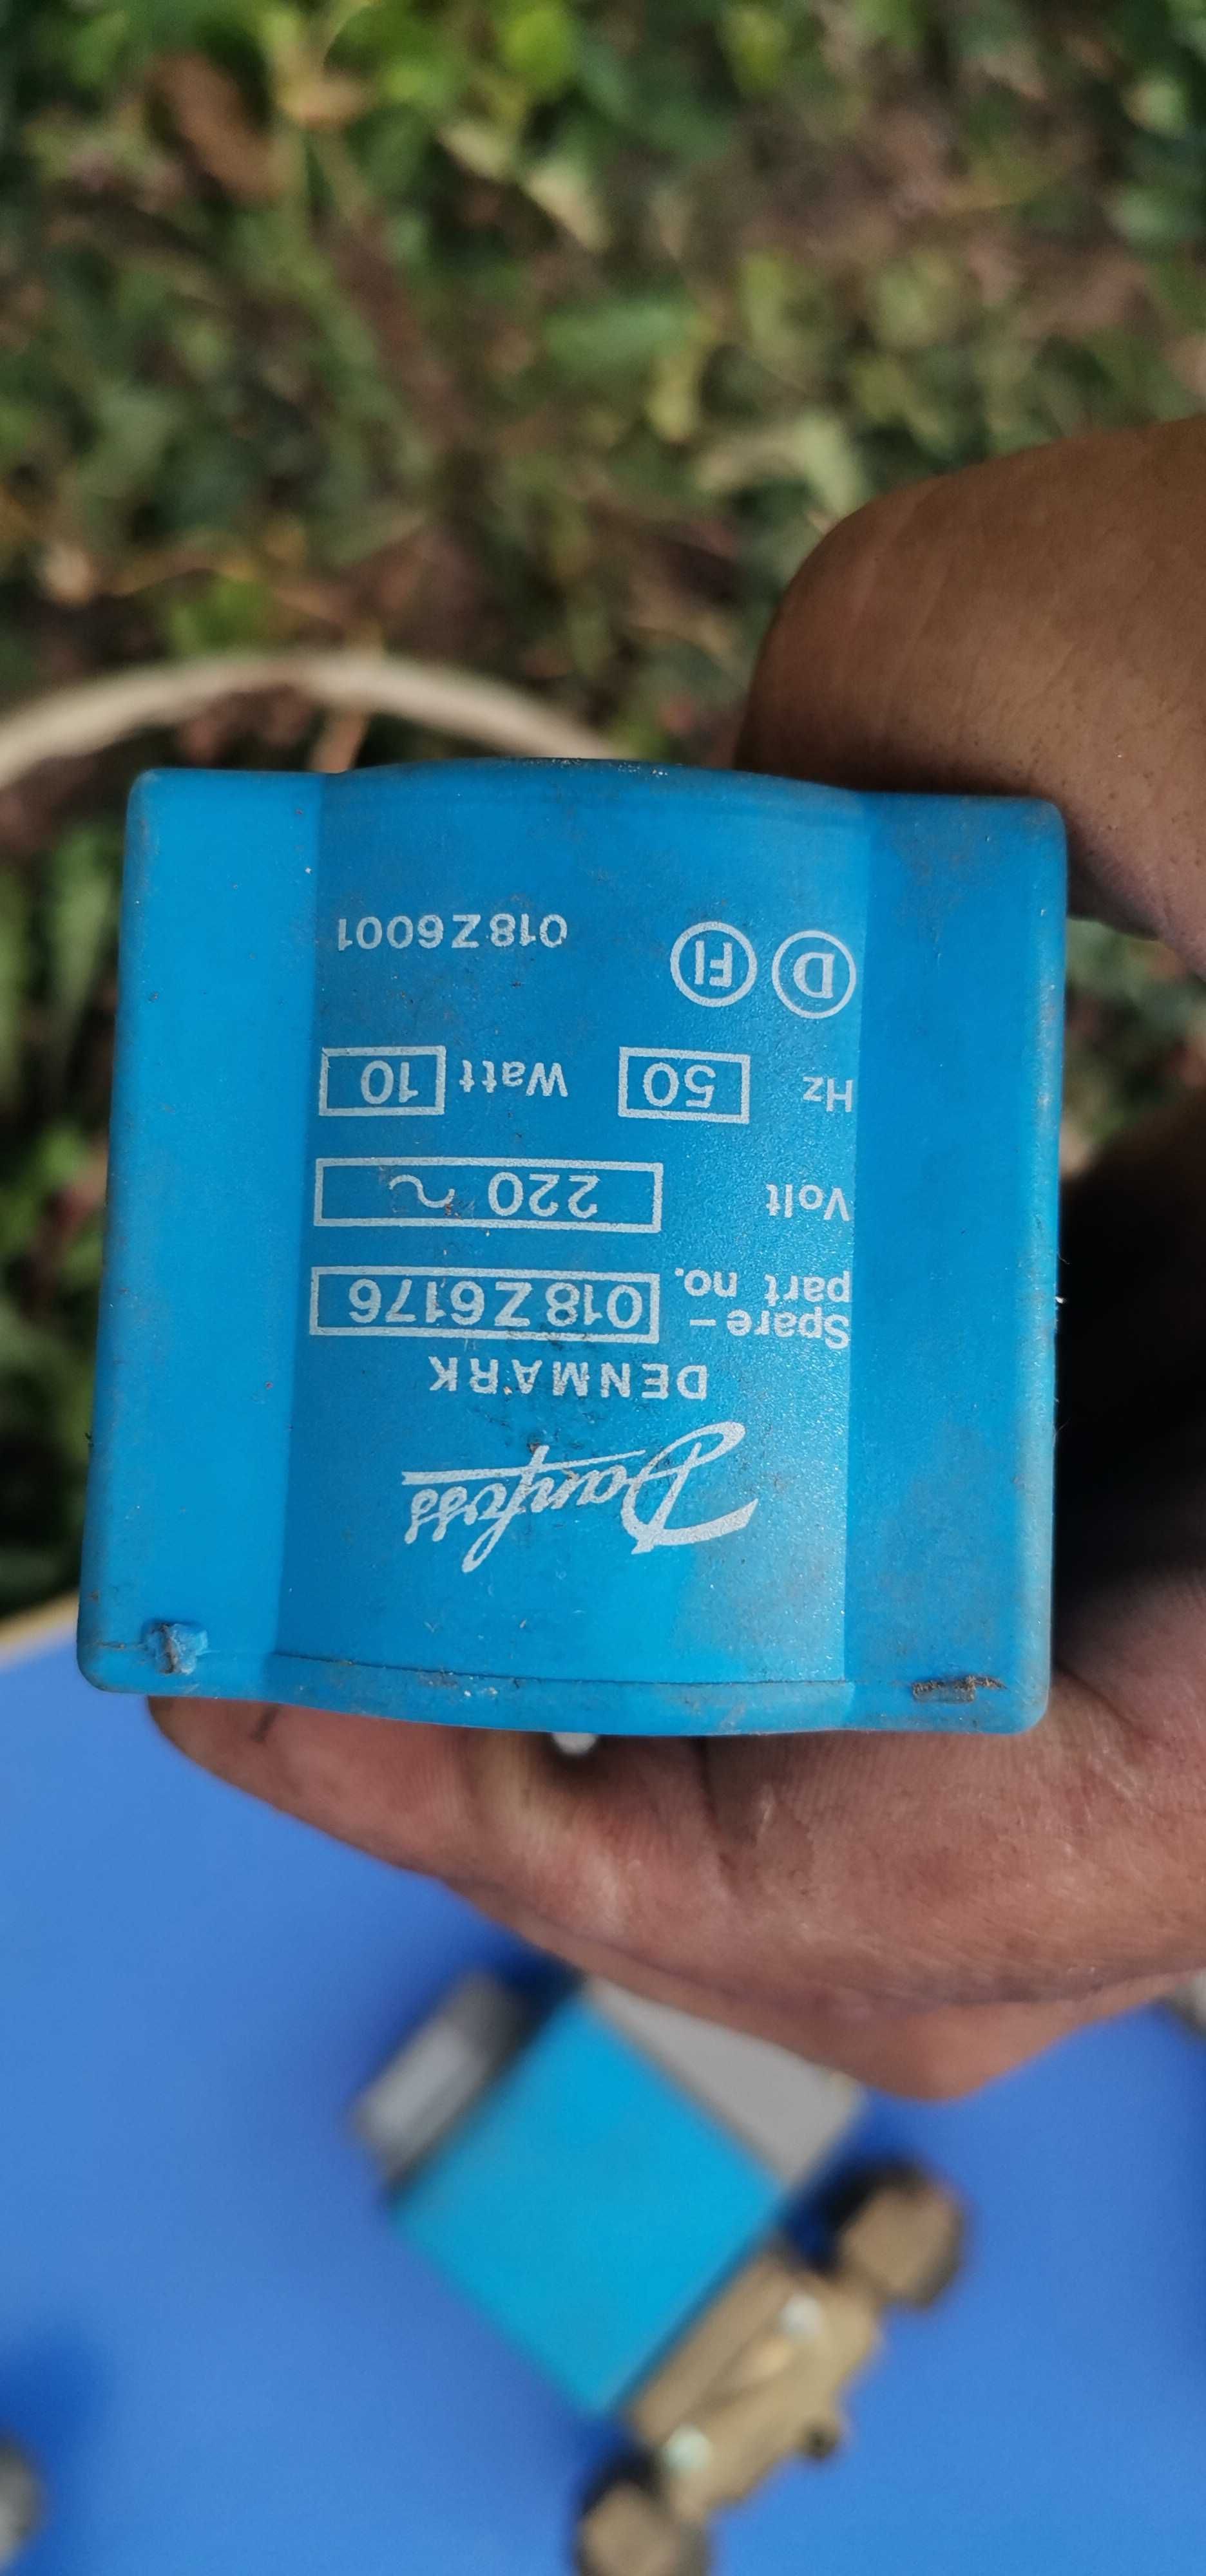 Danfoss
DENMARK
Spare-
part no. 018Z6176
Volt 220 ~
Hz 50 Watt 10
D FI 018Z6001